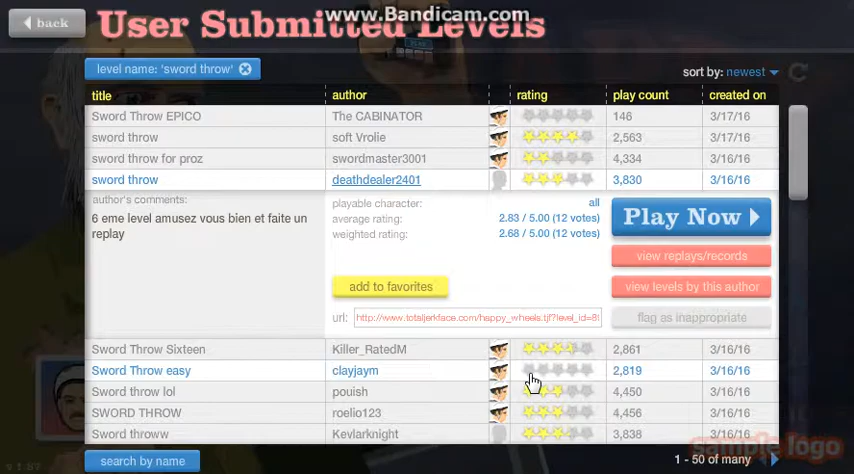 www.Bandicam.com
back
User Submitted Levels
level name: 'sword throw'
sort by: newest
title author rating play count created on
Sword Throw EPICO The CABINATOR 146 3/17/16
sword throw soft Vrolie 2,563 3/17/16
sword throw for proz swordmaster3001 4,334 3/16/16
sword throw deathdealer2401 3,830 3/16/16
author's comments:
6 eme level amusez vous bien et faite un
replay
playable character: all
average rating: 2.83 / 5.00 (12 votes)
weighted rating: 2.68 / 5.00 (12 votes)
add to favorites
url: http://www.totaljerkface.com/happy_wheels.tjf?level_id=8
Play Now
view replays/records
view levels by this author
flag as inappropriate
Sword Throw Sixteen Killer_RatedM 2,861 3/16/16
Sword Throw easy clayjaym 2,819 3/16/16
Sword throw lol pouish 4,450 3/16/16
SWORD THROW roelio123 4,456 3/16/16
Sword throww Kevlarknight 3,838 3/16/16
search by name
1 - 50 of many
sample logo